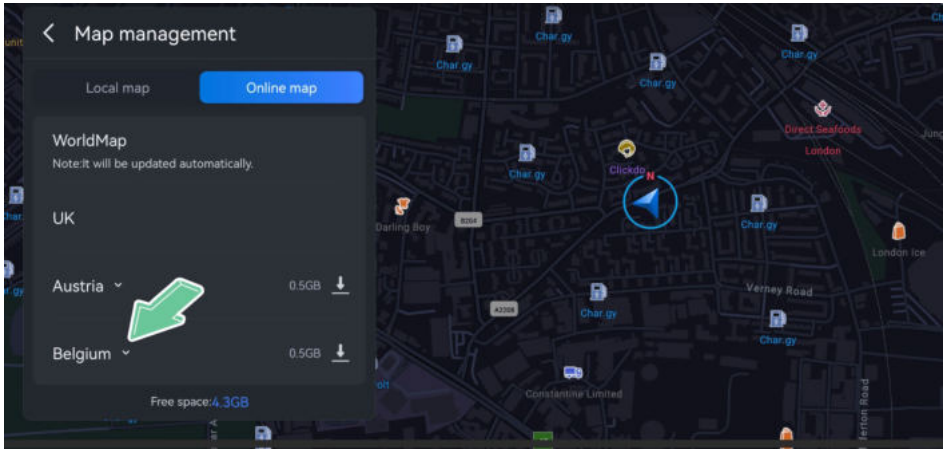 Map management
Local map
Online map
WorldMap
Note:It will be updated automatically.
UK
Austria
0.5GB
Belgium
0.5GB
Free space:4.3GB
Char.gy
Char.gy
Char.gy
Char.gy
Direct Seafoods
London
Char.gy
Clickdo
N
Darling Boy
B204
Char.gy
London Ice
Verney Road
A2208
Char.gy
Char.gy
Constantine Limited